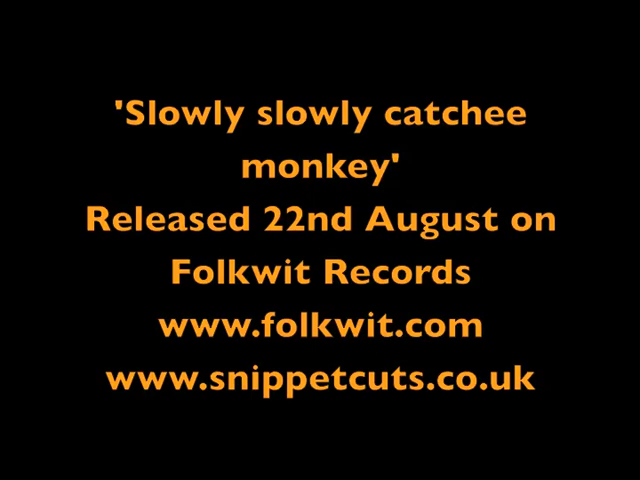 'Slowly slowly catchee
monkey'
Released 22nd August on
Folkwit Records
www.folkwit.com
www.snippetcuts.co.uk